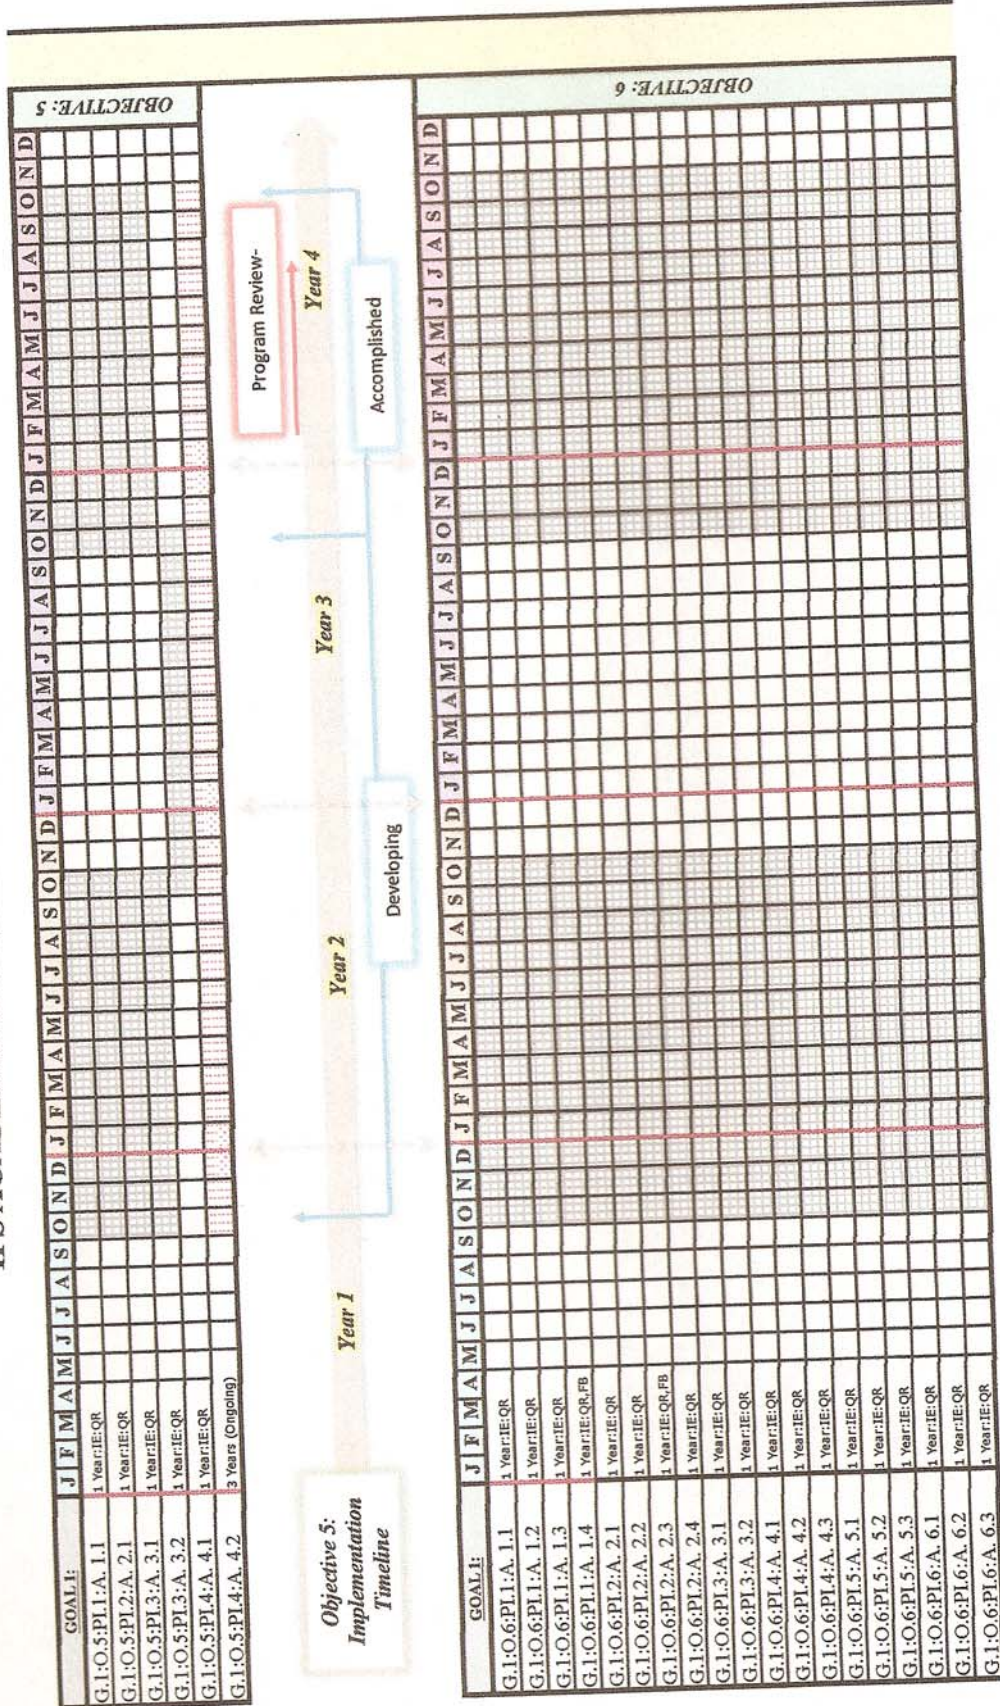 GOAL 1: J F M A M J J A S O N D J F M A M J J A S O N D J F M A M J J A S O N D J F M A M J J A S O N D
G.1:O.5:PI.1:A. 1.1 1 Year:IE:QR
G.1:O.5:PI.2:A. 2.1 1 Year:IE:QR
G.1:O.5:PI.3:A. 3.1 1 Year:IE:QR
G.1:O.5:PI.3:A. 3.2 1 Year:IE:QR
G.1:O.5:PI.4:A. 4.1 1 Year:IE:QR
G.1:O.5:PI.4:A. 4.2 3 Years (Ongoing)
OBJECTIVE: 5
Objective 5:
Implementation
Timeline
Year 1
Year 2
Year 3
Year 4
Program Review-
Developing
Accomplished
GOAL 1: J F M A M J J A S O N D J F M A M J J A S O N D J F M A M J J A S O N D J F M A M J J A S O N D
G.1:O.6:PI.1:A. 1.1 1 Year:IE:QR
G.1:O.6:PI.1:A. 1.2 1 Year:IE:QR
G.1:O.6:PI.1:A. 1.3 1 Year:IE:QR
G.1:O.6:PI.1:A. 1.4 1 Year:IE:QR,FB
G.1:O.6:PI.2:A. 2.1 1 Year:IE:QR
G.1:O.6:PI.2:A. 2.2 1 Year:IE:QR
G.1:O.6:PI.2:A. 2.3 1 Year:IE:QR,FB
G.1:O.6:PI.2:A. 2.4 1 Year:IE:QR
G.1:O.6:PI.3:A. 3.1 1 Year:IE:QR
G.1:O.6:PI.3:A. 3.2 1 Year:IE:QR
G.1:O.6:PI.4:A. 4.1 1 Year:IE:QR
G.1:O.6:PI.4:A. 4.2 1 Year:IE:QR
G.1:O.6:PI.4:A. 4.3 1 Year:IE:QR
G.1:O.6:PI.5:A. 5.1 1 Year:IE:QR
G.1:O.6:PI.5:A. 5.2 1 Year:IE:QR
G.1:O.6:PI.5:A. 5.3 1 Year:IE:QR
G.1:O.6:PI.6:A. 6.1 1 Year:IE:QR
G.1:O.6:PI.6:A. 6.2 1 Year:IE:QR
G.1:O.6:PI.6:A. 6.3 1 Year:IE:QR
OBJECTIVE: 6